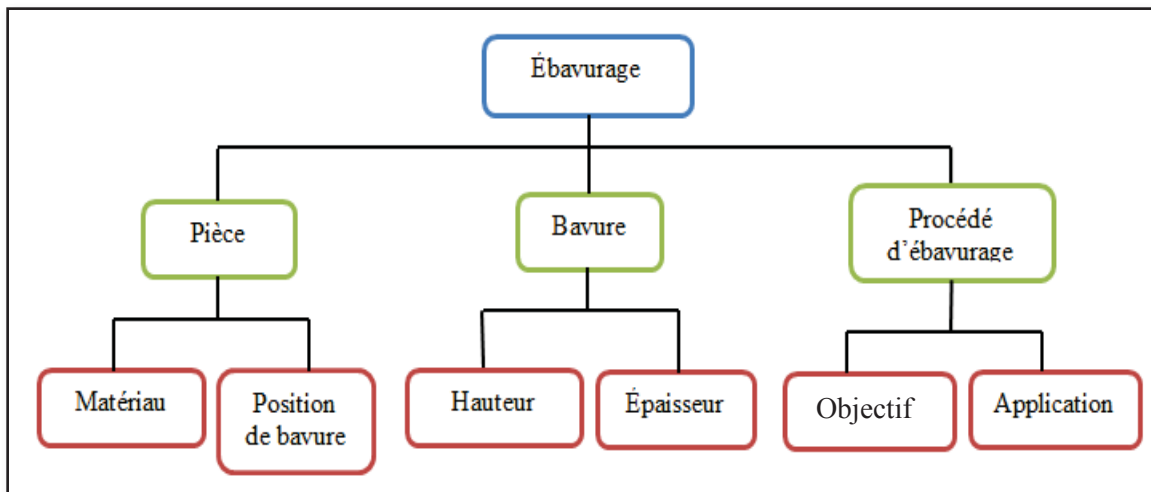 Ébavurage
Pièce
Bavure
Procédé
d’ébavurage
Matériau
Position
de bavure
Hauteur
Épaisseur
Objectif
Application